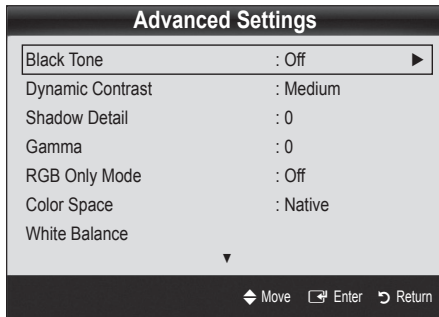 Advanced Settings
Black Tone : Off ►
Dynamic Contrast : Medium
Shadow Detail : 0
Gamma : 0
RGB Only Mode : Off
Color Space : Native
White Balance
▼
Move Enter Return